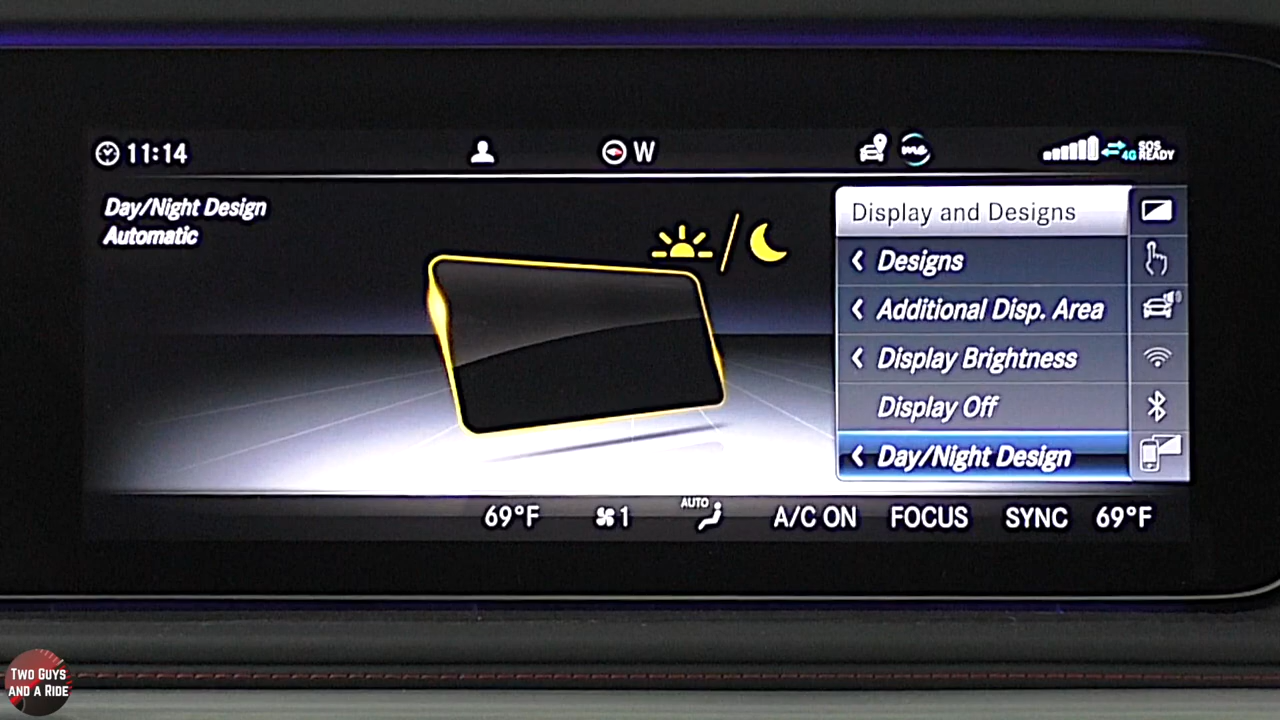 11:14
W
me
4G
SOS
READY
Day/Night Design
Automatic
Display and Designs
Designs
Additional Disp. Area
Display Brightness
Display Off
Day/Night Design
69°F
1
AUTO
A/C ON
FOCUS
SYNC
69°F
TWO GUYS
AND A RIDE